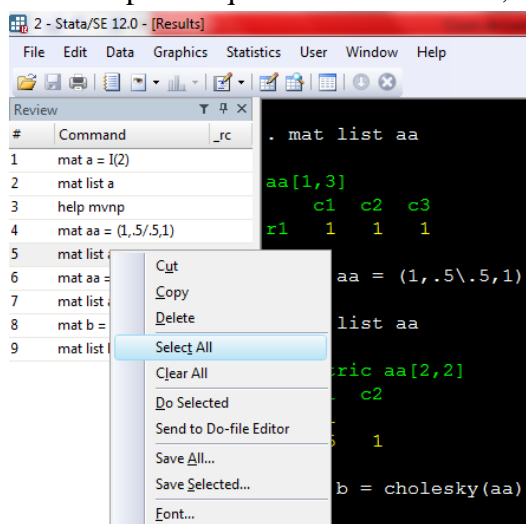 2 - Stata/SE 12.0 - [Results]
File Edit Data Graphics Statistics User Window Help
Review
# Command _rc
1 mat a = I(2)
2 mat list a
3 help mvnp
4 mat aa = (1,.5/.5,1)
5 mat list
6 mat aa =
7 mat list
8 mat b =
9 mat list
Cut
Copy
Delete
Select All
Clear All
Do Selected
Send to Do-file Editor
Save All...
Save Selected...
Font...
. mat list aa
aa[1,3]
c1 c2 c3
r1 1 1 1
aa = (1,.5\.5,1)
list aa
ric aa[2,2]
c2
1
b = cholesky(aa)